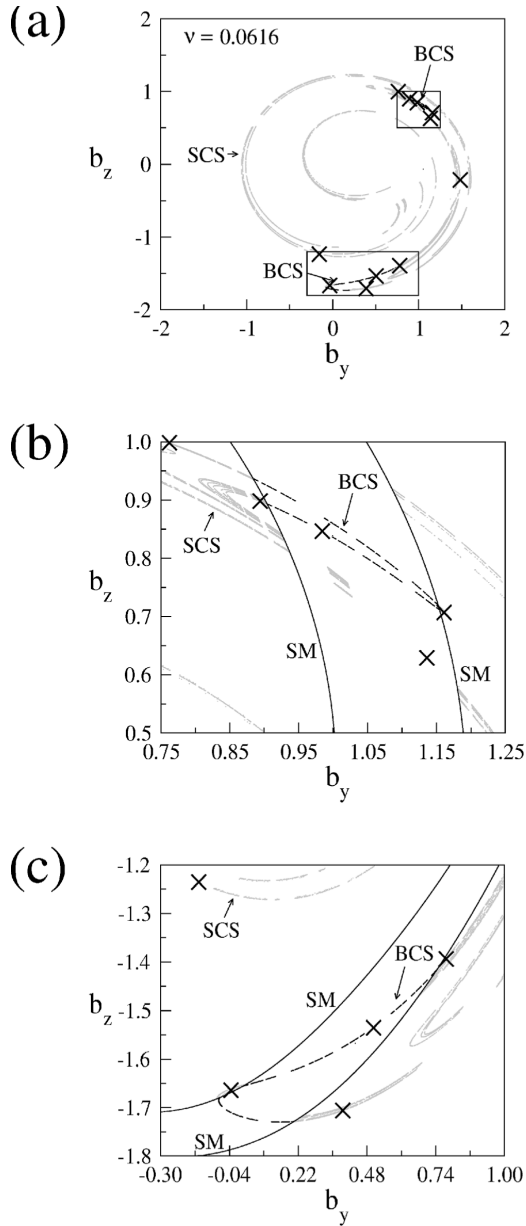 (a)
ν = 0.0616
2
1
0
-1
-2
b_z
SCS
BCS
BCS
-2
-1
0
1
2
b_y
(b)
1.0
0.9
0.8
0.7
0.6
0.5
b_z
BCS
SCS
SM
SM
0.75
0.85
0.95
1.05
1.15
1.25
b_y
(c)
-1.2
-1.3
-1.4
-1.5
-1.6
-1.7
-1.8
b_z
SCS
BCS
SM
SM
-0.30
-0.04
0.22
0.48
0.74
1.00
b_y